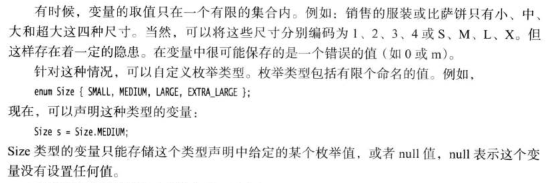 有时候，变量的取值只在一个有限的集合内。例如：销售的服装或比萨饼只有小、中、
大和超大这四种尺寸。当然，可以将这些尺寸分别编码为 1、2、3、4 或 S、M、L、X。但
这样存在着一定的隐患。在变量中很可能保存的是一个错误的值（如 0 或 m）。
针对这种情况，可以自定义枚举类型。枚举类型包括有限个命名的值。例如，
enum Size { SMALL, MEDIUM, LARGE, EXTRA_LARGE };
现在，可以声明这种类型的变量：
Size s = Size.MEDIUM;
Size 类型的变量只能存储这个类型声明中给定的某个枚举值，或者 null 值，null 表示这个变
量没有设置任何值。